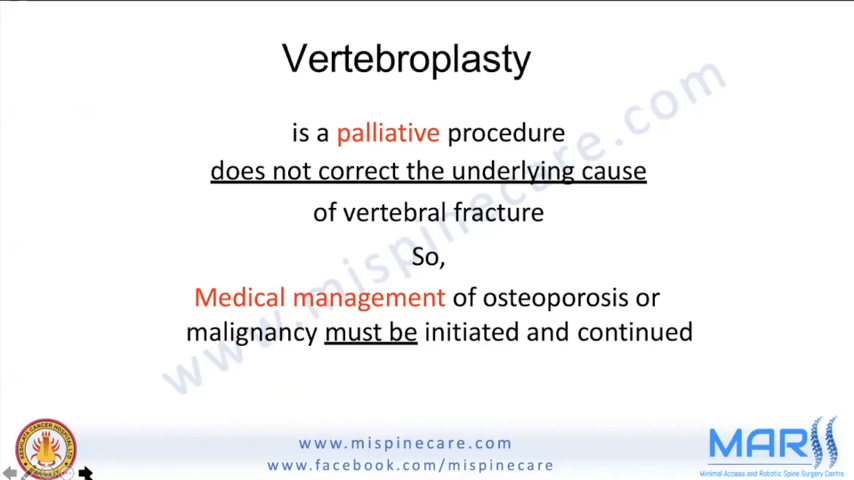 Vertebroplasty
is a palliative procedure
does not correct the underlying cause
of vertebral fracture
So,
Medical management of osteoporosis or
malignancy must be initiated and continued
www.mispinecare.com
www.mispinecare.com
www.facebook.com/mispinecare
MAR
Minimal Access and Robotic Spine Surgery Centre